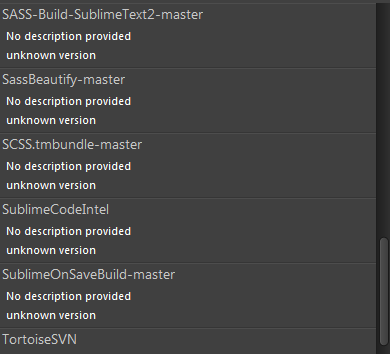 SASS-Build-SublimeText2-master
No description provided
unknown version
SassBeautify-master
No description provided
unknown version
SCSS.tmbundle-master
No description provided
unknown version
SublimeCodeIntel
No description provided
unknown version
SublimeOnSaveBuild-master
No description provided
unknown version
TortoiseSVN